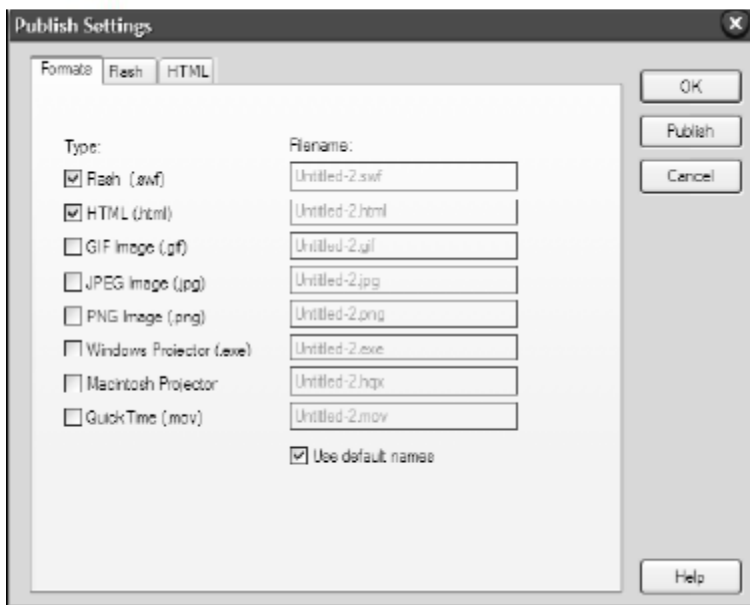 Publish Settings
Formats Flash HTML
OK
Publish
Cancel
Type: Filename:
Flash (.swf) Untitled-2.swf
HTML (.html) Untitled-2.html
GIF Image (.gif) Untitled-2.gif
JPEG Image (.jpg) Untitled-2.jpg
PNG Image (.png) Untitled-2.png
Windows Projector (.exe) Untitled-2.exe
Macintosh Projector Untitled-2.hqx
QuickTime (.mov) Untitled-2.mov
Use default names
Help